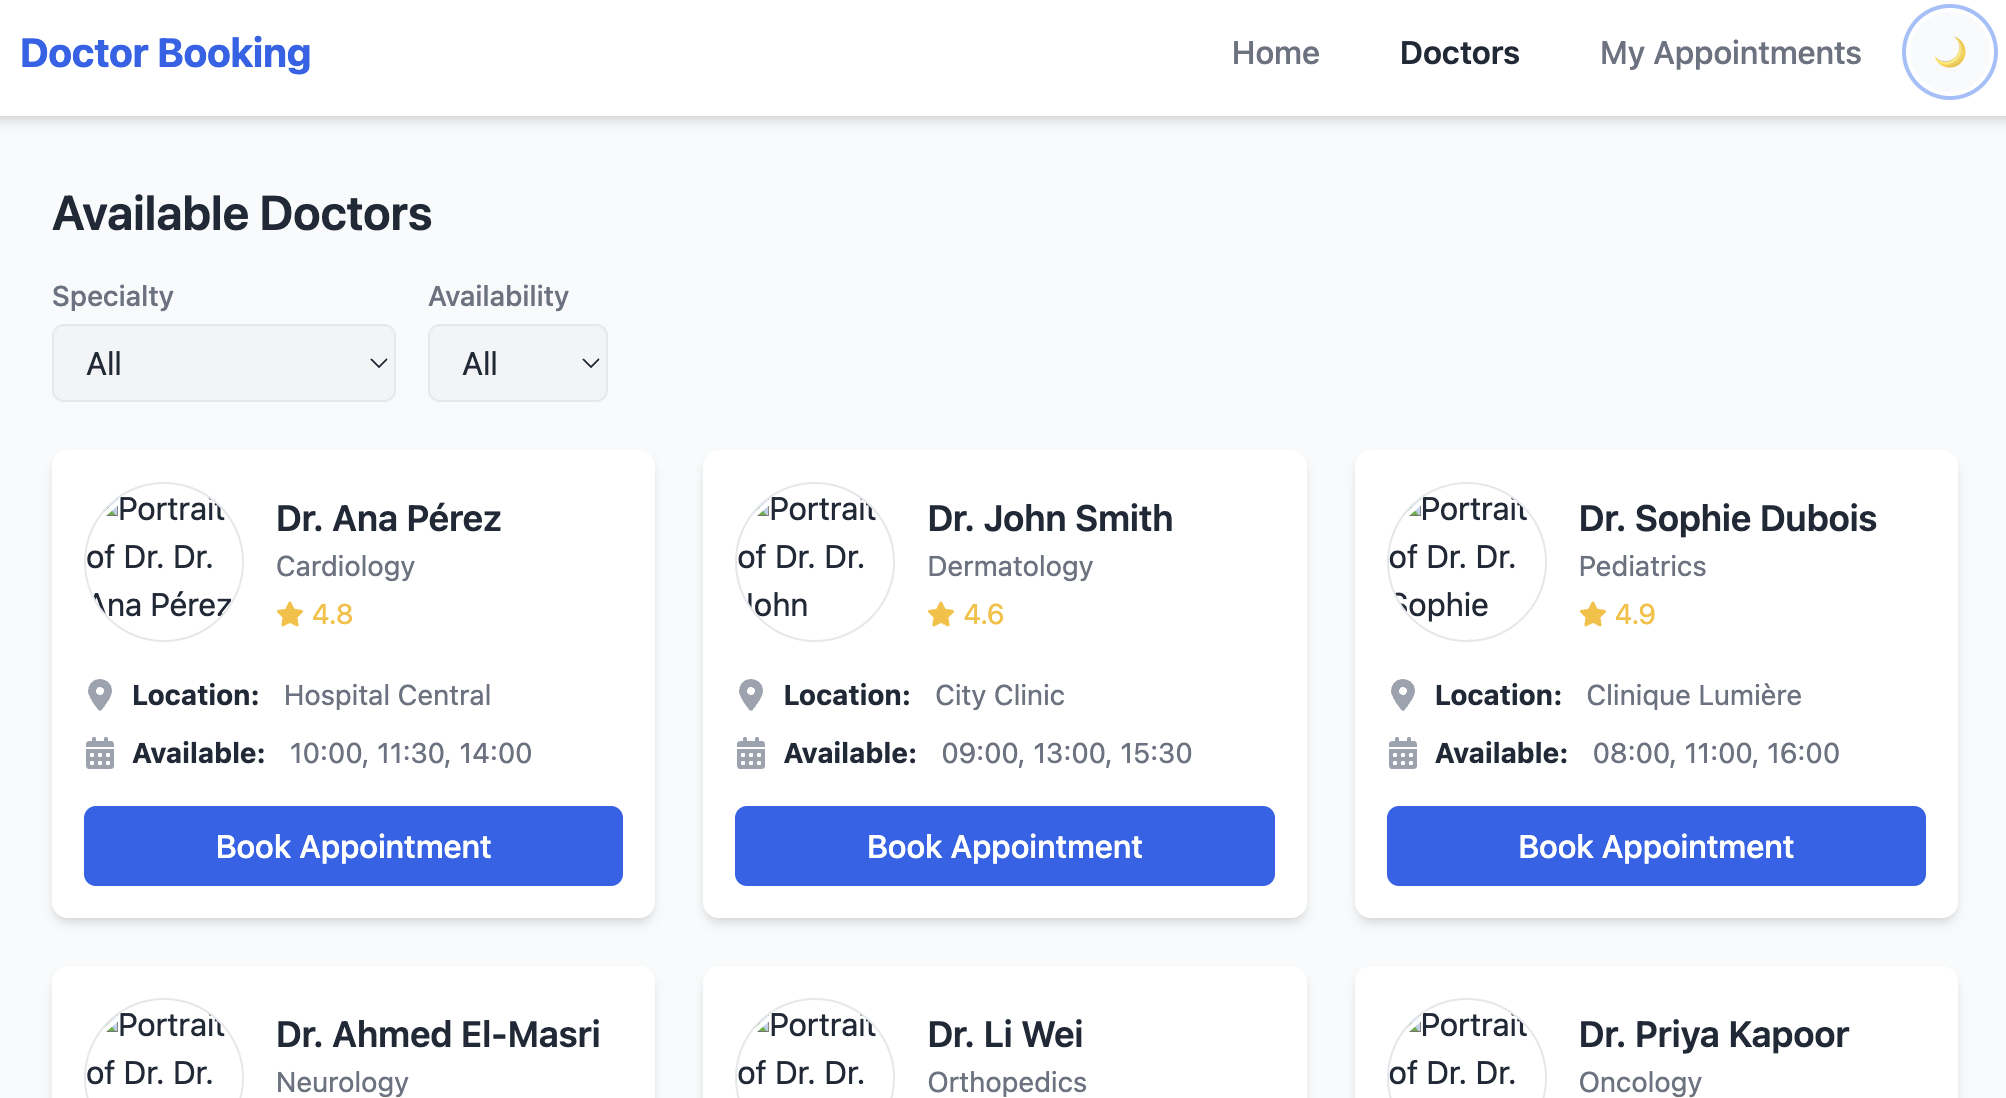 Doctor Booking
Home
Doctors
My Appointments
Available Doctors
Specialty
Availability
All
All
Portrait
of Dr. Dr.
Ana Pérez
Dr. Ana Pérez
Cardiology
4.8
Location: Hospital Central
Available: 10:00, 11:30, 14:00
Book Appointment
Portrait
of Dr. Dr.
John
Dr. John Smith
Dermatology
4.6
Location: City Clinic
Available: 09:00, 13:00, 15:30
Book Appointment
Portrait
of Dr. Dr.
Sophie
Dr. Sophie Dubois
Pediatrics
4.9
Location: Clinique Lumière
Available: 08:00, 11:00, 16:00
Book Appointment
Portrait
of Dr. Dr.
Dr. Ahmed El-Masri
Neurology
Portrait
of Dr. Dr.
Dr. Li Wei
Orthopedics
Portrait
of Dr. Dr.
Dr. Priya Kapoor
Oncology